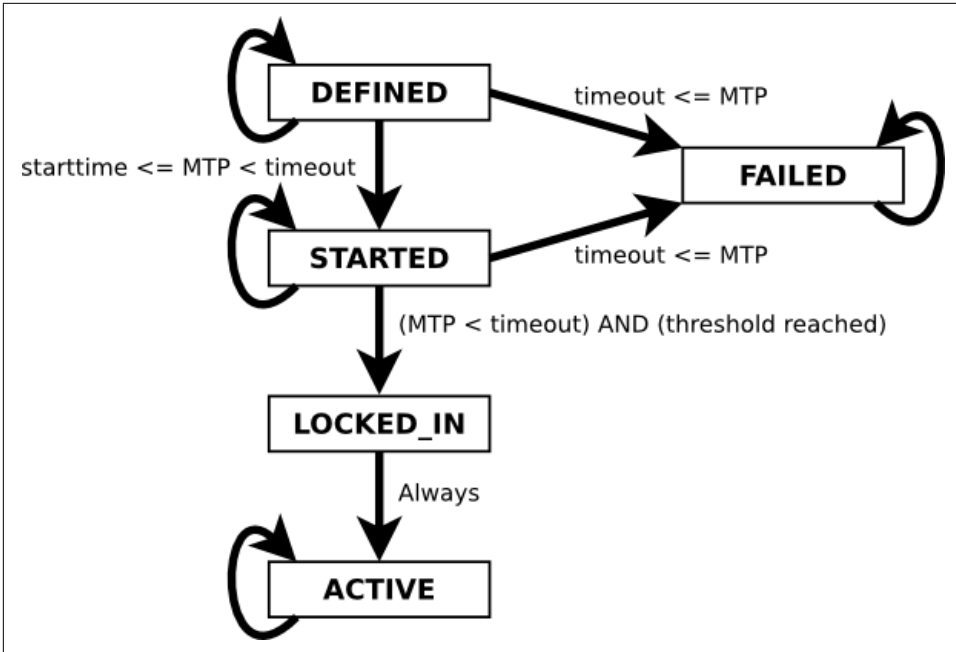 DEFINED
timeout <= MTP
starttime <= MTP < timeout
FAILED
STARTED
timeout <= MTP
(MTP < timeout) AND (threshold reached)
LOCKED_IN
Always
ACTIVE